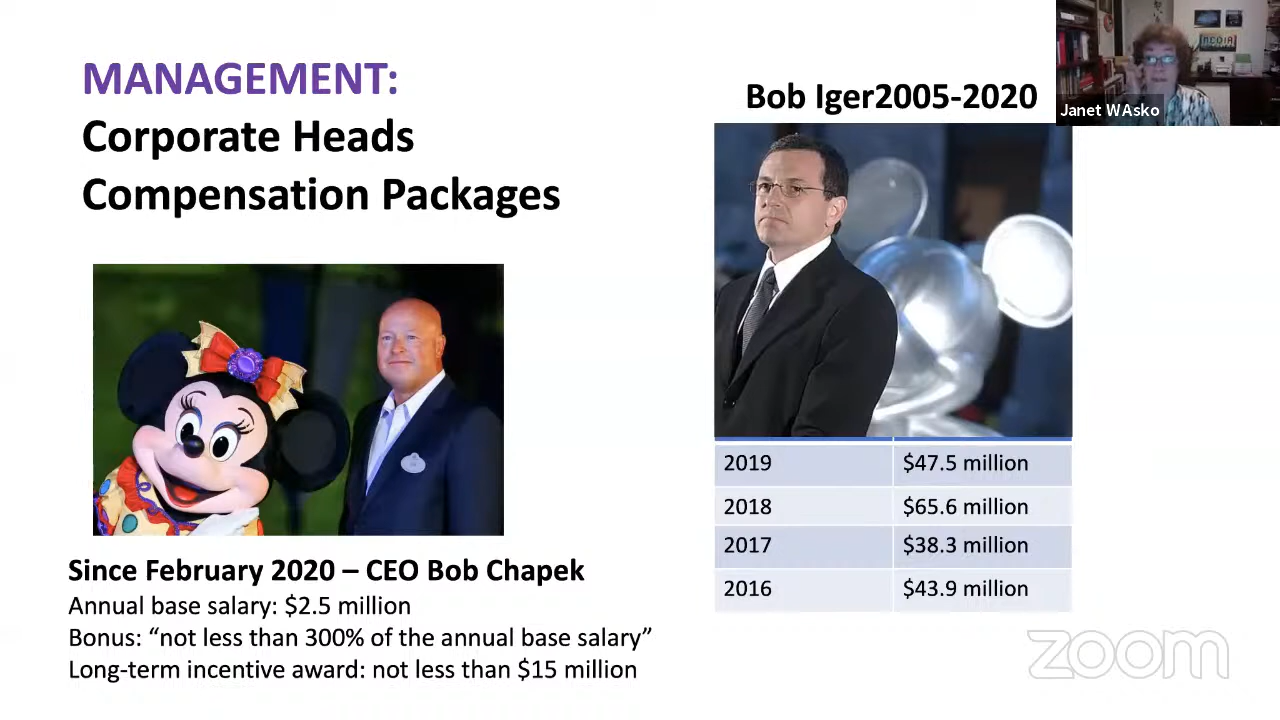 MANAGEMENT:
Corporate Heads
Compensation Packages
Since February 2020 – CEO Bob Chapek
Annual base salary: $2.5 million
Bonus: “not less than 300% of the annual base salary”
Long-term incentive award: not less than $15 million
Bob Iger2005-2020
2019 $47.5 million
2018 $65.6 million
2017 $38.3 million
2016 $43.9 million
MEDIA
Janet WAsko
zoom